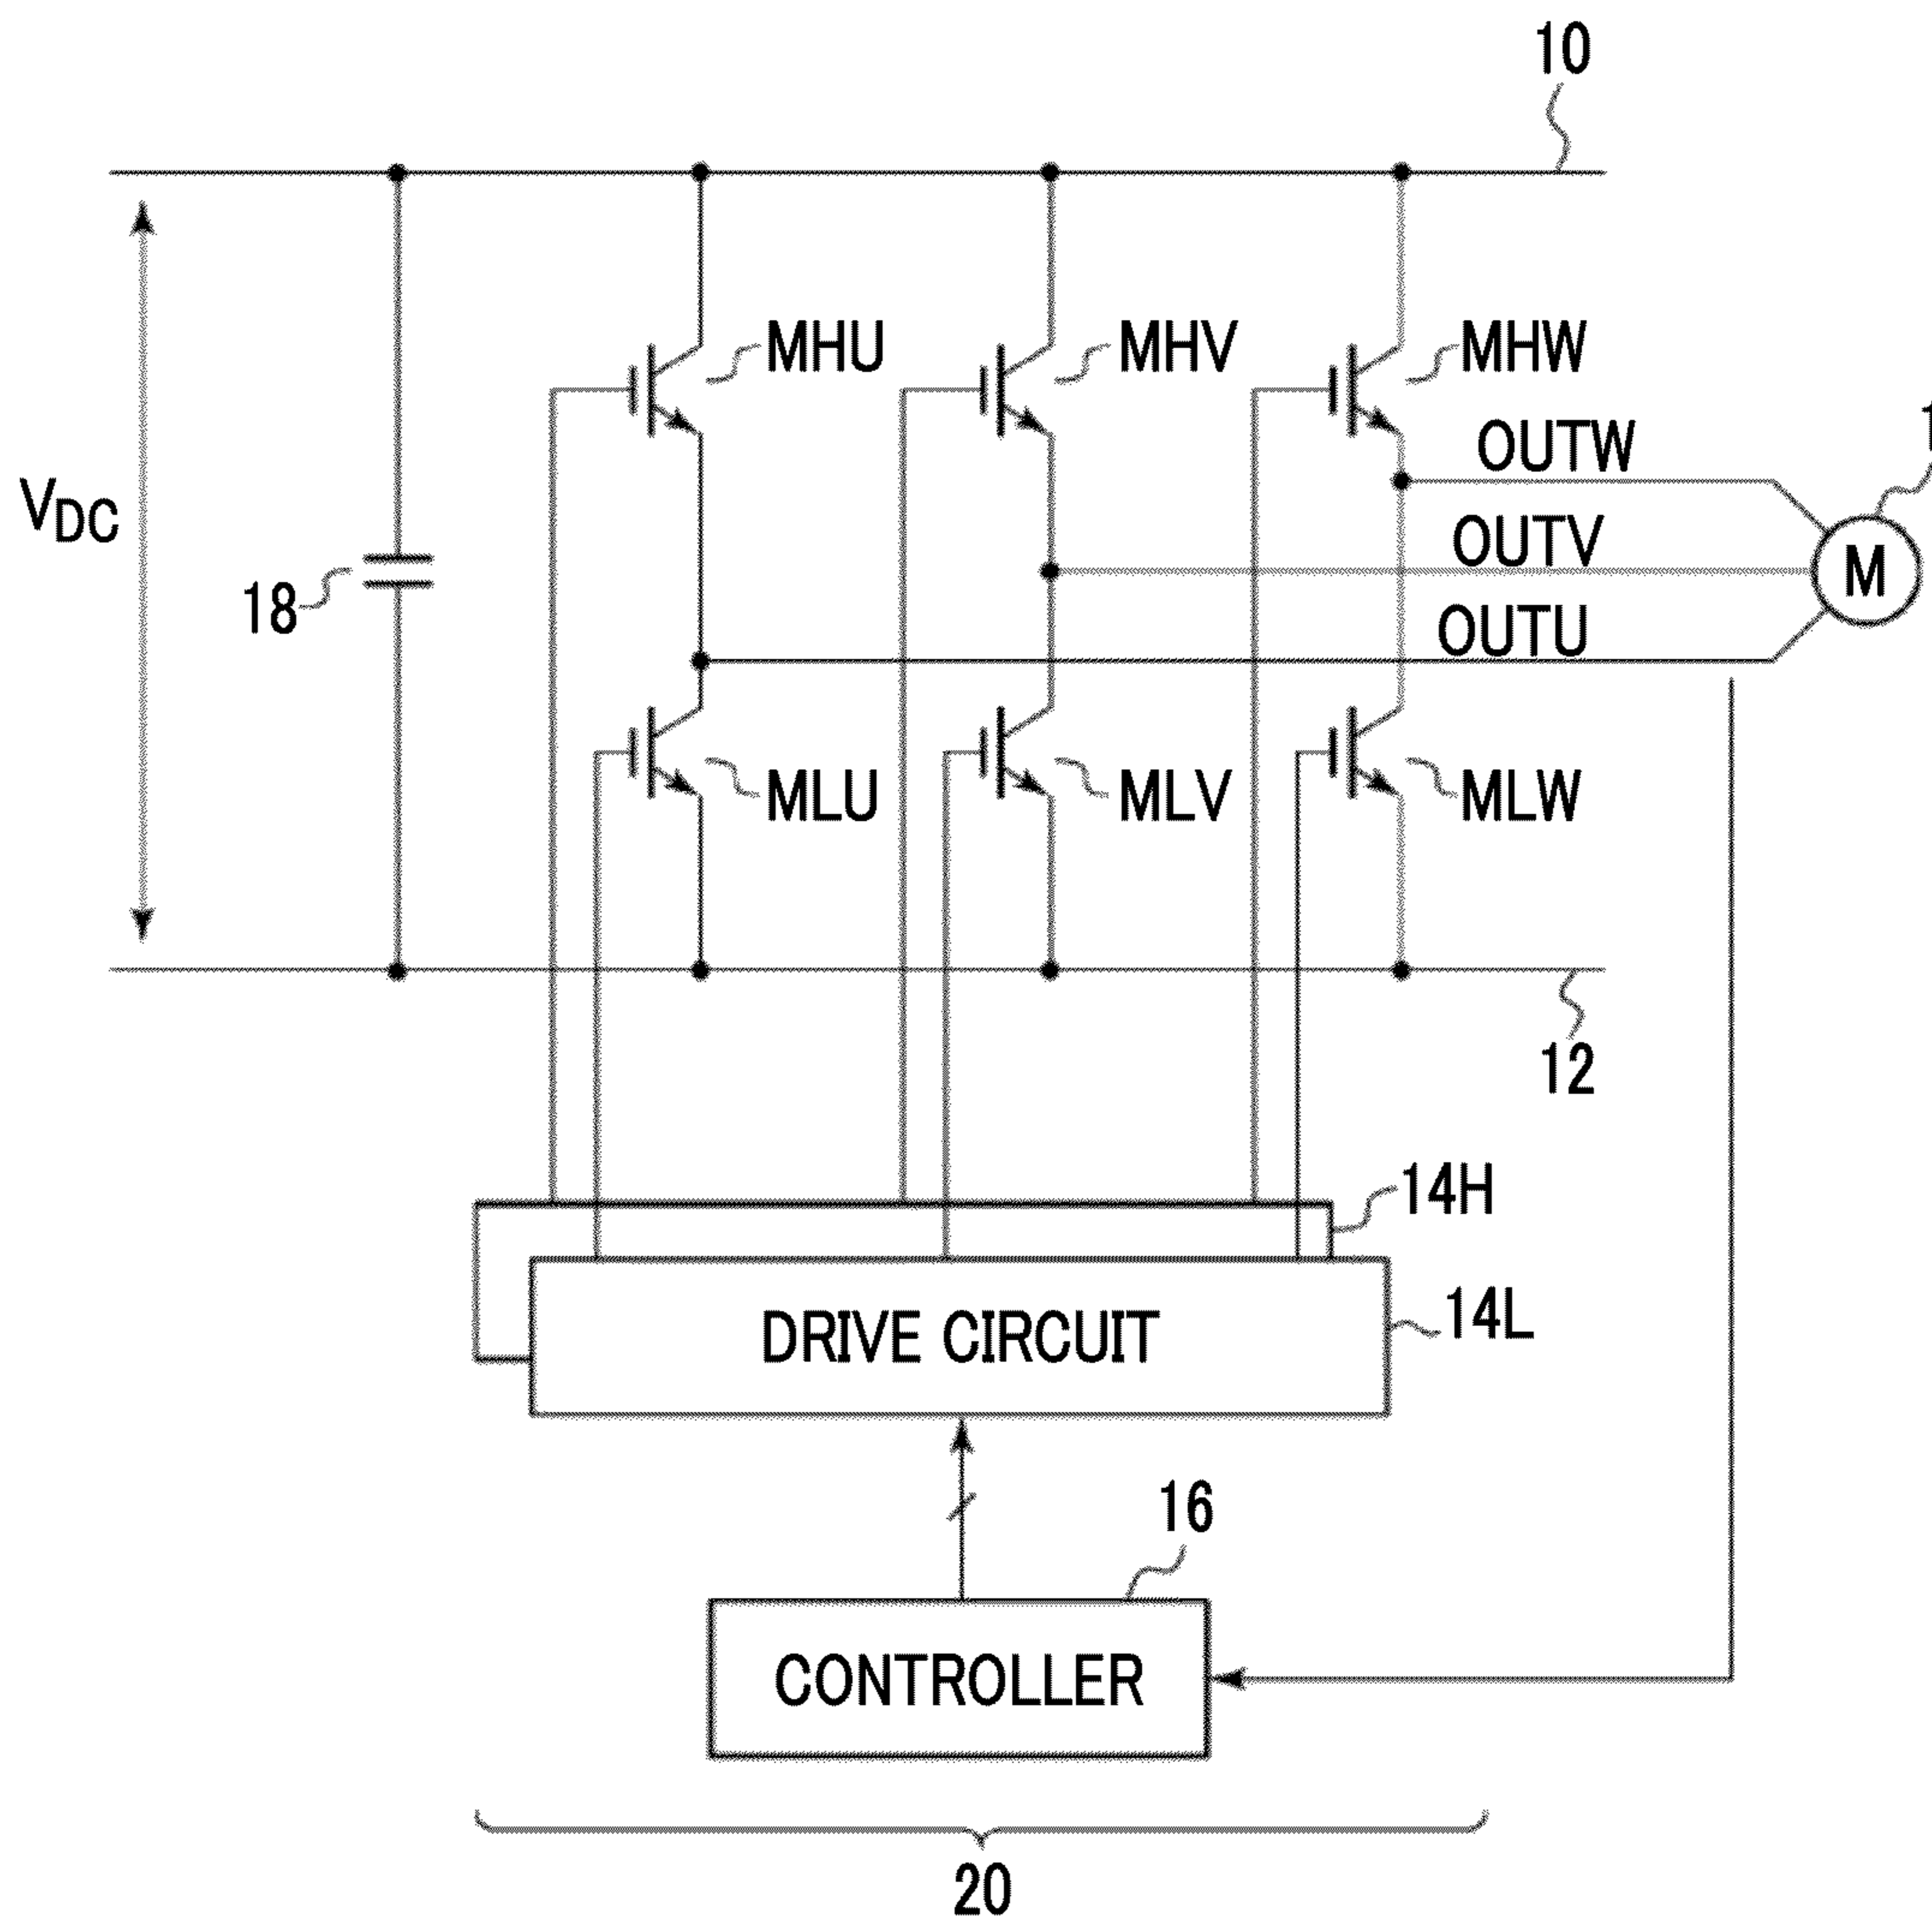 10
MHU
MHV
MHW
OUTW
V_DC
OUTV
M
18
OUTU
MLU
MLV
MLW
12
14H
DRIVE CIRCUIT
14L
16
CONTROLLER
20